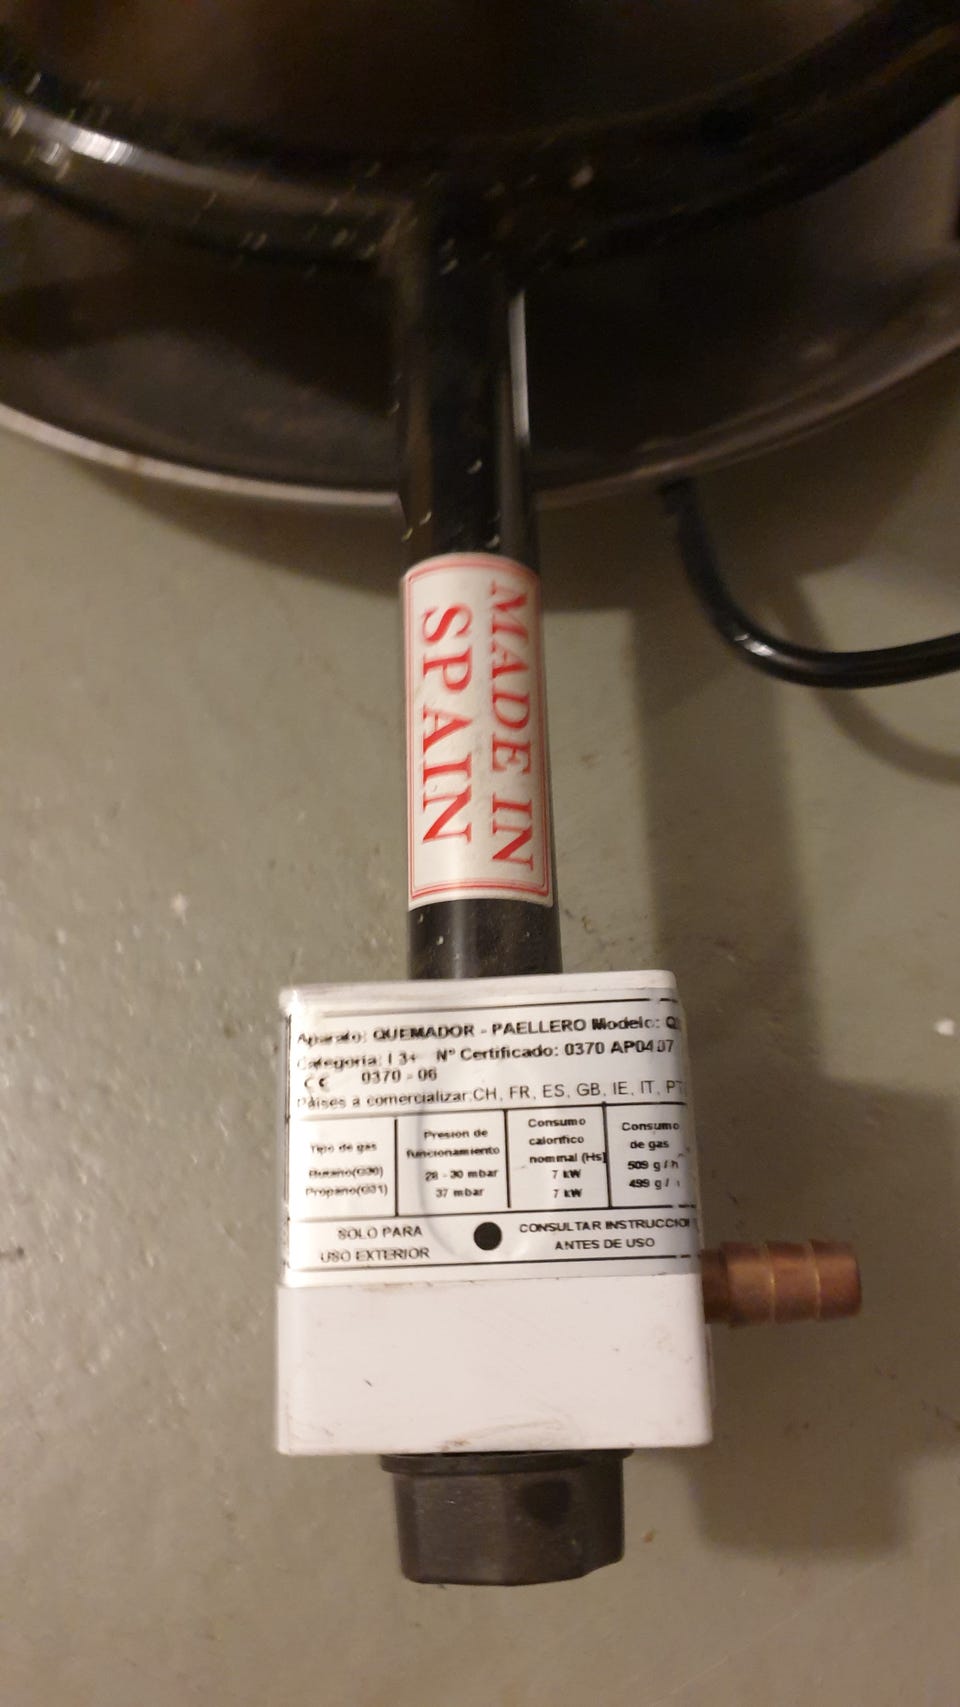 MADE IN
SPAIN
Aparato: QUEMADOR - PAELLERO Modelo:
Categoria: I 3+ Nº Certificado: 0370 AP0407
CE 0370 - 06
Países a comercializar:CH, FR, ES, GB, IE, IT, PT
Tipo de gas
Butano(G30)
Propano(G31)
Presion de
funcionamiento
28 - 30 mbar
37 mbar
Consumo
calorifico
nominal (Hs)
7 kW
7 kW
Consumo
de gas
509 g / h
499 g /
SOLO PARA
USO EXTERIOR
CONSULTAR INSTRUCCION
ANTES DE USO